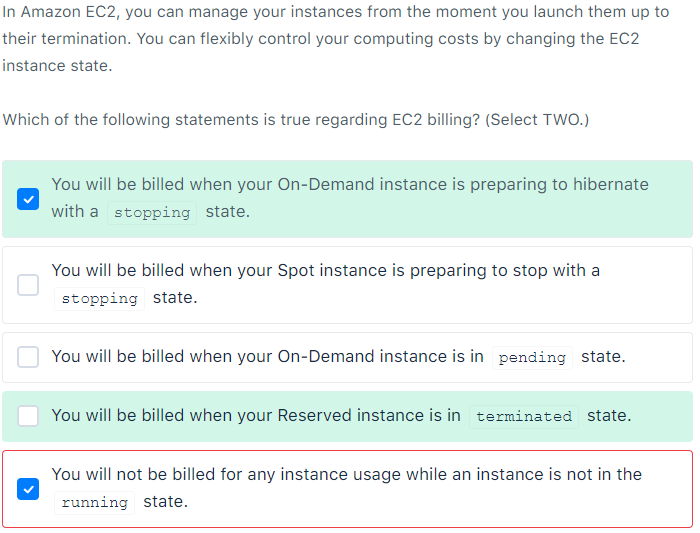 In Amazon EC2, you can manage your instances from the moment you launch them up to
their termination. You can flexibly control your computing costs by changing the EC2
instance state.
Which of the following statements is true regarding EC2 billing? (Select TWO.)
You will be billed when your On-Demand instance is preparing to hibernate
with a stopping state.
You will be billed when your Spot instance is preparing to stop with a
stopping state.
You will be billed when your On-Demand instance is in pending state.
You will be billed when your Reserved instance is in terminated state.
You will not be billed for any instance usage while an instance is not in the
running state.